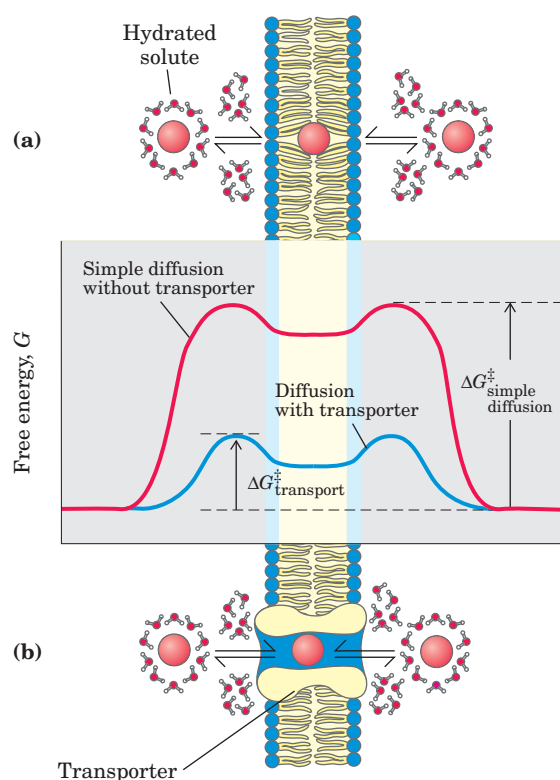 Hydrated
solute
(a)
Simple diffusion
without transporter
Free energy, G
ΔG‡simple
diffusion
Diffusion
with transporter
ΔG‡transport
(b)
Transporter